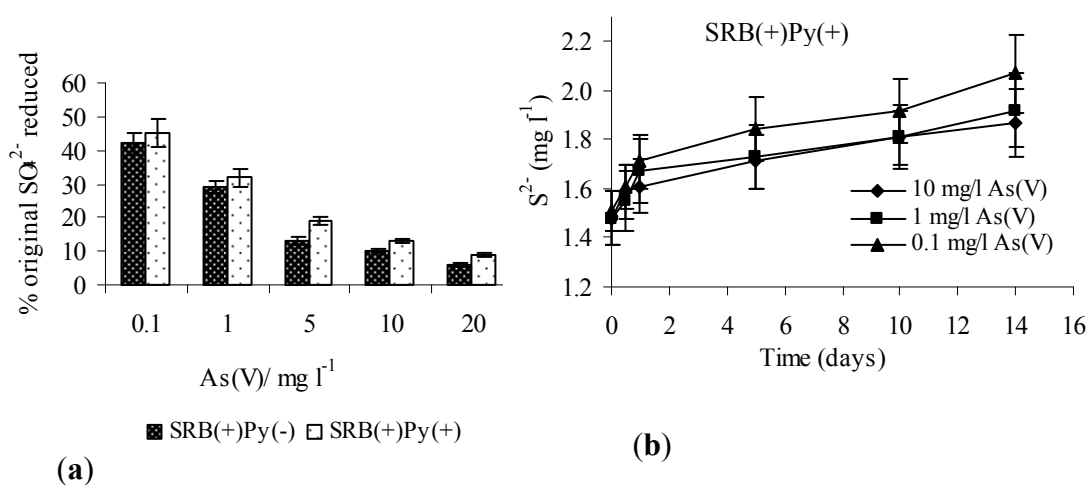 % original SO₄²⁻ reduced
60
50
40
30
20
10
0
0.1 1 5 10 20
As(V)/ mg l⁻¹
SRB(+)Py(-) SRB(+)Py(+)
(a)
SRB(+)Py(+)
S²⁻ (mg l⁻¹)
2.2
2.0
1.8
1.6
1.4
1.2
10 mg/l As(V)
1 mg/l As(V)
0.1 mg/l As(V)
0 2 4 6 8 10 12 14 16
Time (days)
(b)